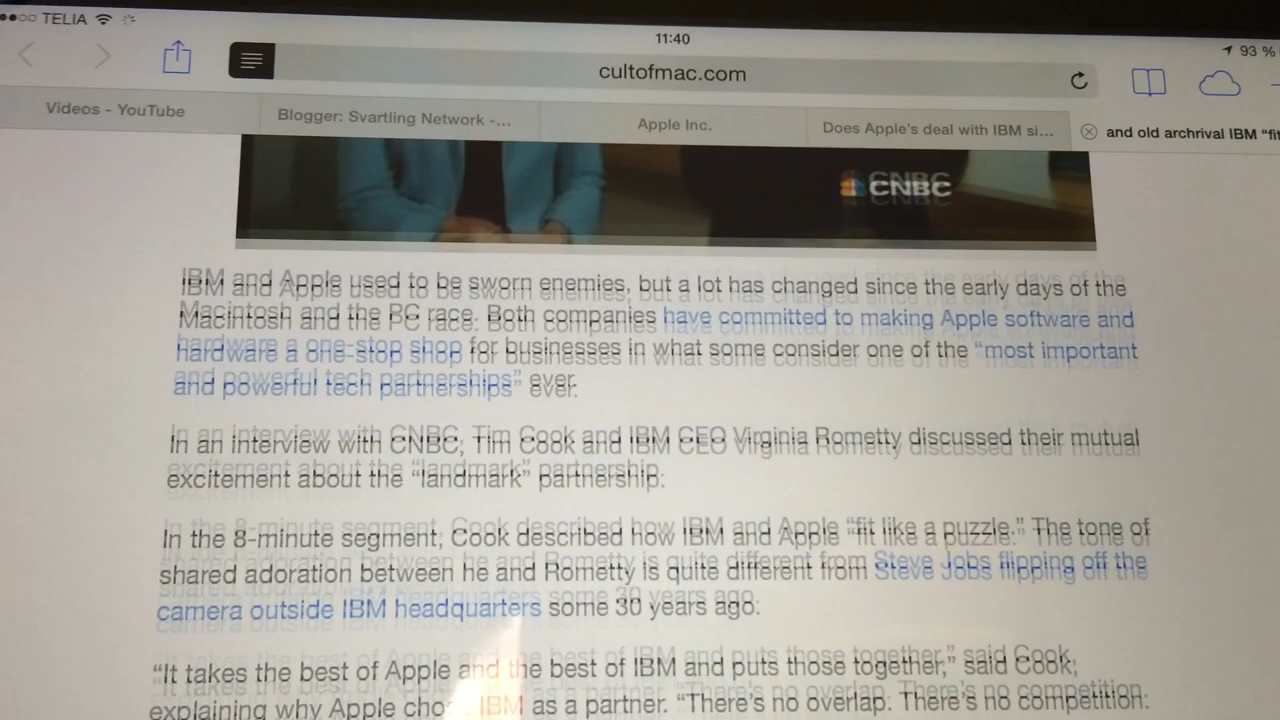 TELIA
11:40
93 %
cultofmac.com
Videos - YouTube
Blogger: Svartling Network -...
Apple Inc.
Does Apple's deal with IBM si...
and old archrival IBM “fit
CNBC
IBM and Apple used to be sworn enemies, but a lot has changed since the early days of the
Macintosh and the PC race. Both companies have committed to making Apple software and
hardware a one-stop shop for businesses in what some consider one of the “most important
and powerful tech partnerships” ever.
In an interview with CNBC, Tim Cook and IBM CEO Virginia Rometty discussed their mutual
excitement about the “landmark” partnership:
In the 8-minute segment, Cook described how IBM and Apple “fit like a puzzle.” The tone of
shared adoration between he and Rometty is quite different from Steve Jobs flipping off the
camera outside IBM headquarters some 30 years ago.
“It takes the best of Apple and the best of IBM and puts those together,” said Cook,
explaining why Apple IBM as a partner. “There's no overlap. There's no competition.